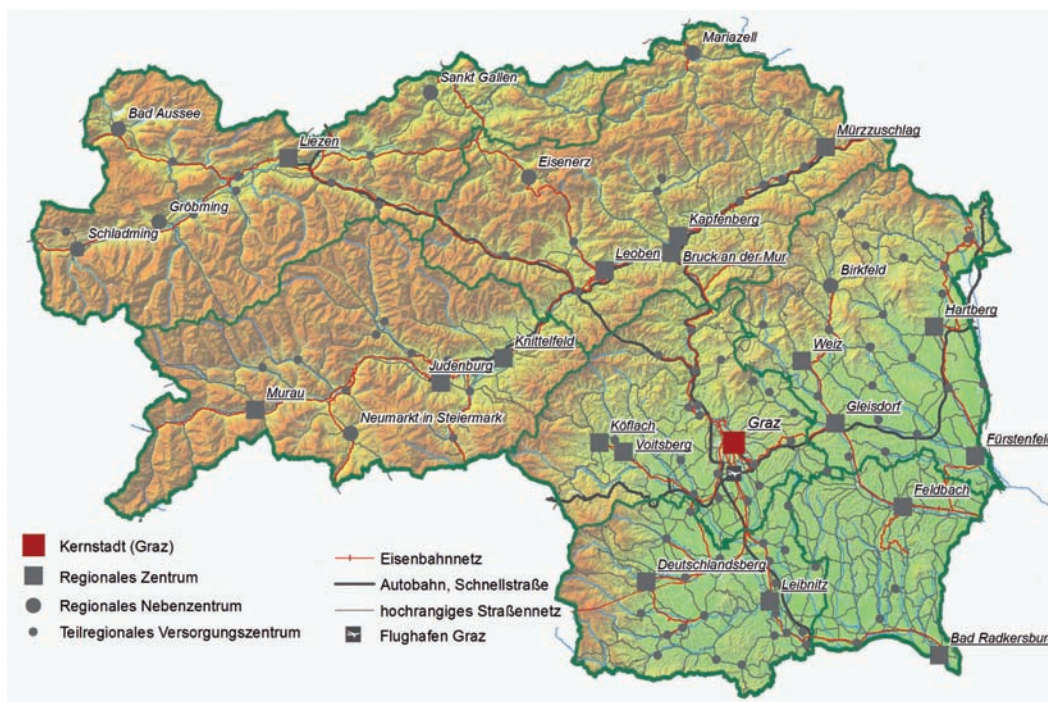 Mariazell
Sankt Gallen
Bad Aussee
Liezen
Mürzzuschlag
Eisenerz
Gröbming
Kapfenberg
Schladming
Leoben
Bruck an der Mur
Birkfeld
Hartberg
Knittelfeld
Weiz
Judenburg
Murau
Neumarkt in Steiermark
Gleisdorf
Köflach
Graz
Voitsberg
Fürstenfeld
Feldbach
Deutschlandsberg
Leibnitz
Bad Radkersbur
Kernstadt (Graz)
Regionales Zentrum
Regionales Nebenzentrum
Teilregionales Versorgungszentrum
Eisenbahnnetz
Autobahn, Schnellstraße
hochrangiges Straßennetz
Flughafen Graz